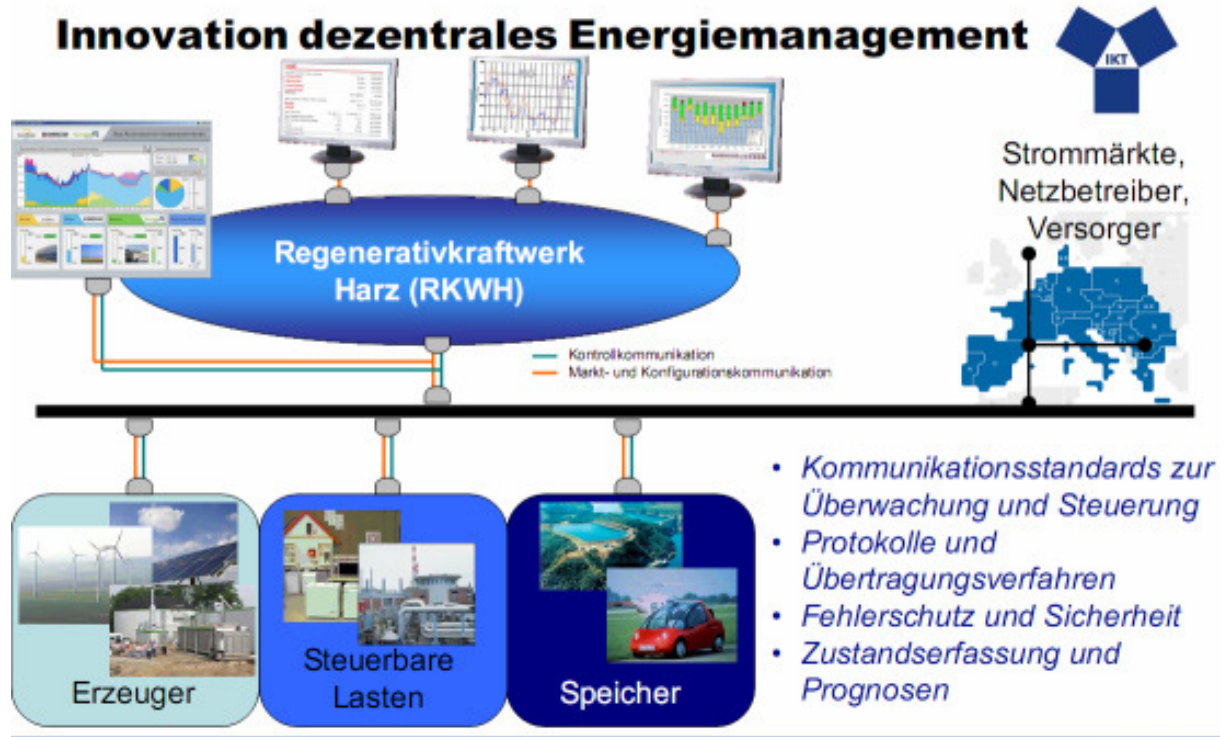 Innovation dezentrales Energiemanagement
IKT
Strommärkte,
Netzbetreiber,
Versorger
Regenerativkraftwerk
Harz (RKWH)
Kontrollkommunikation
Markt- und Konfigurationskommunikation
Erzeuger
Steuerbare
Lasten
Speicher
• Kommunikationsstandards zur
Überwachung und Steuerung
• Protokolle und
Übertragungsverfahren
• Fehlerschutz und Sicherheit
• Zustandserfassung und
Prognosen